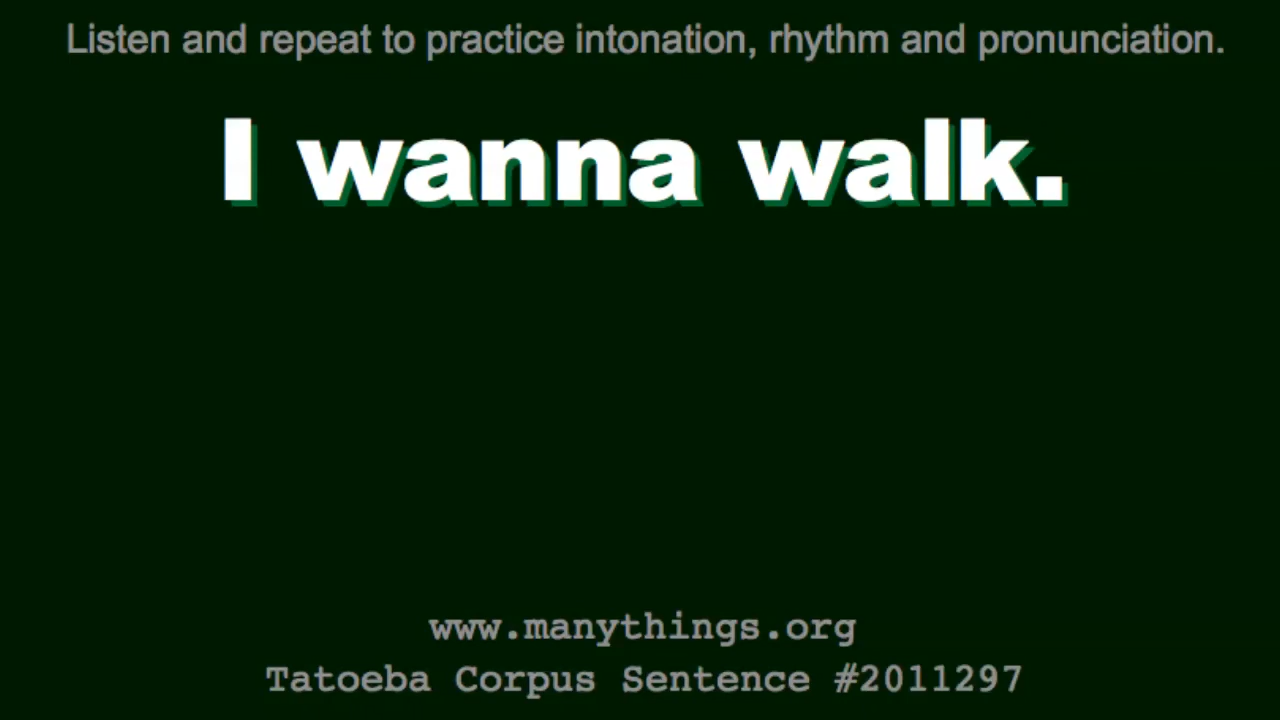 Listen and repeat to practice intonation, rhythm and pronunciation.
I wanna walk.
www.manythings.org
Tatoeba Corpus Sentence #2011297